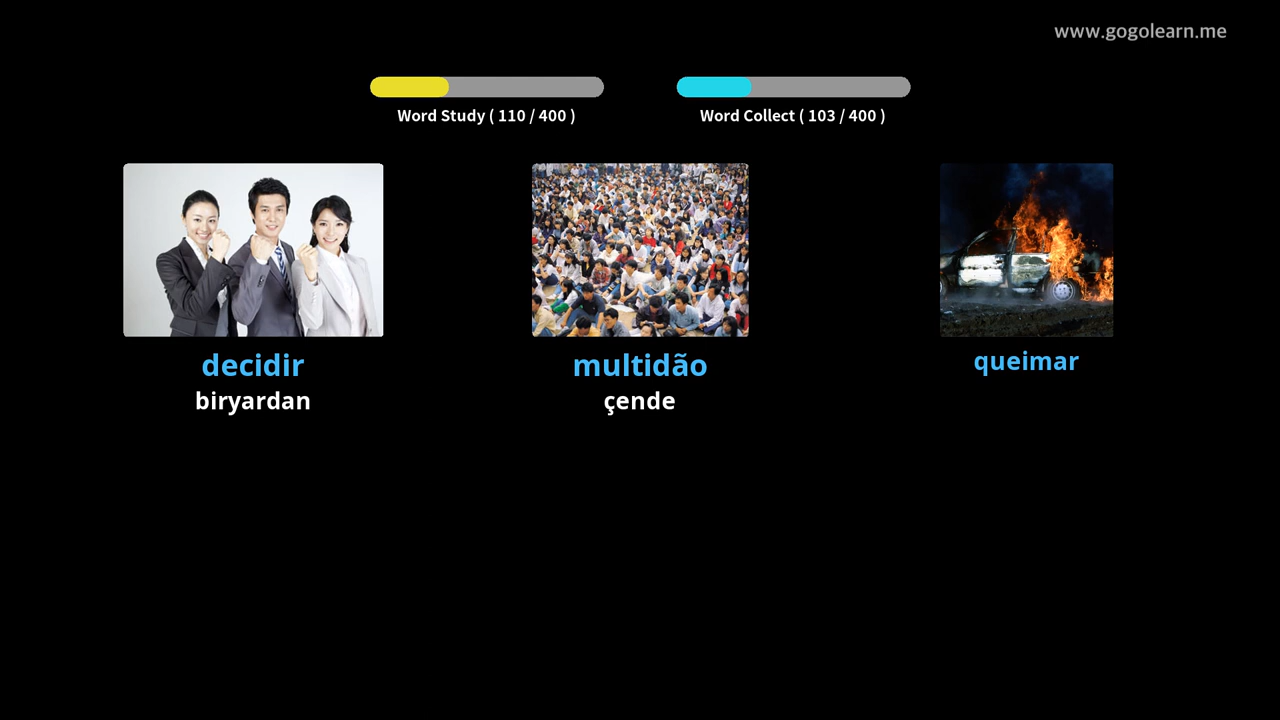 www.gogolearn.me
Word Study ( 110 / 400 )
Word Collect ( 103 / 400 )
decidir
biryardan
multidão
çende
queimar